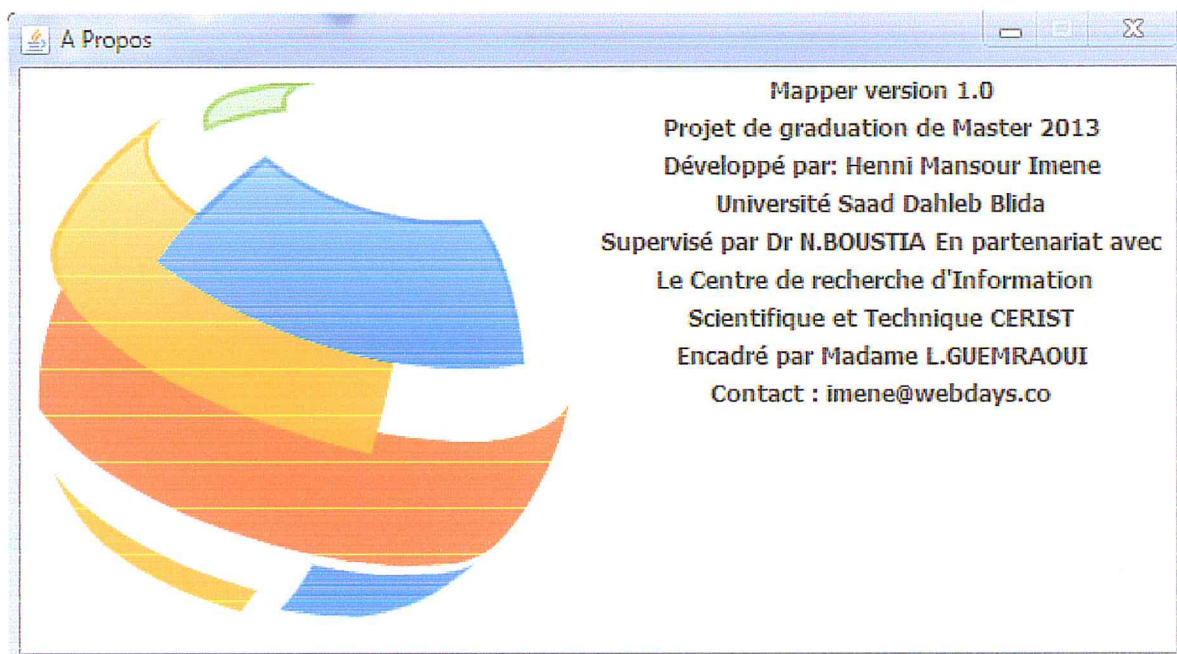 A Propos
Mapper version 1.0
Projet de graduation de Master 2013
Développé par: Henni Mansour Imene
Université Saad Dahleb Blida
Supervisé par Dr N.BOUSTIA En partenariat avec
Le Centre de recherche d'Information
Scientifique et Technique CERIST
Encadré par Madame L.GUEMRAOUI
Contact : imene@webdays.co